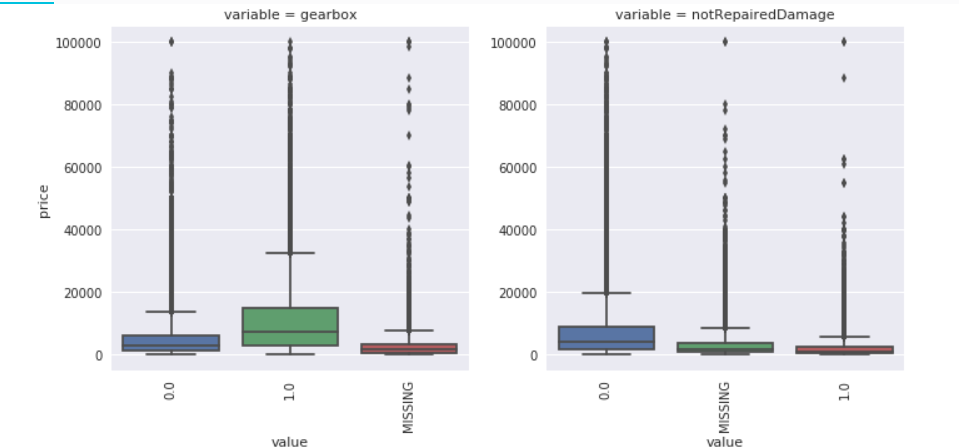 variable = gearbox
variable = notRepairedDamage
100000
80000
60000
40000
20000
0
price
0.0
1.0
MISSING
value
100000
80000
60000
40000
20000
0
0.0
MISSING
1.0
value